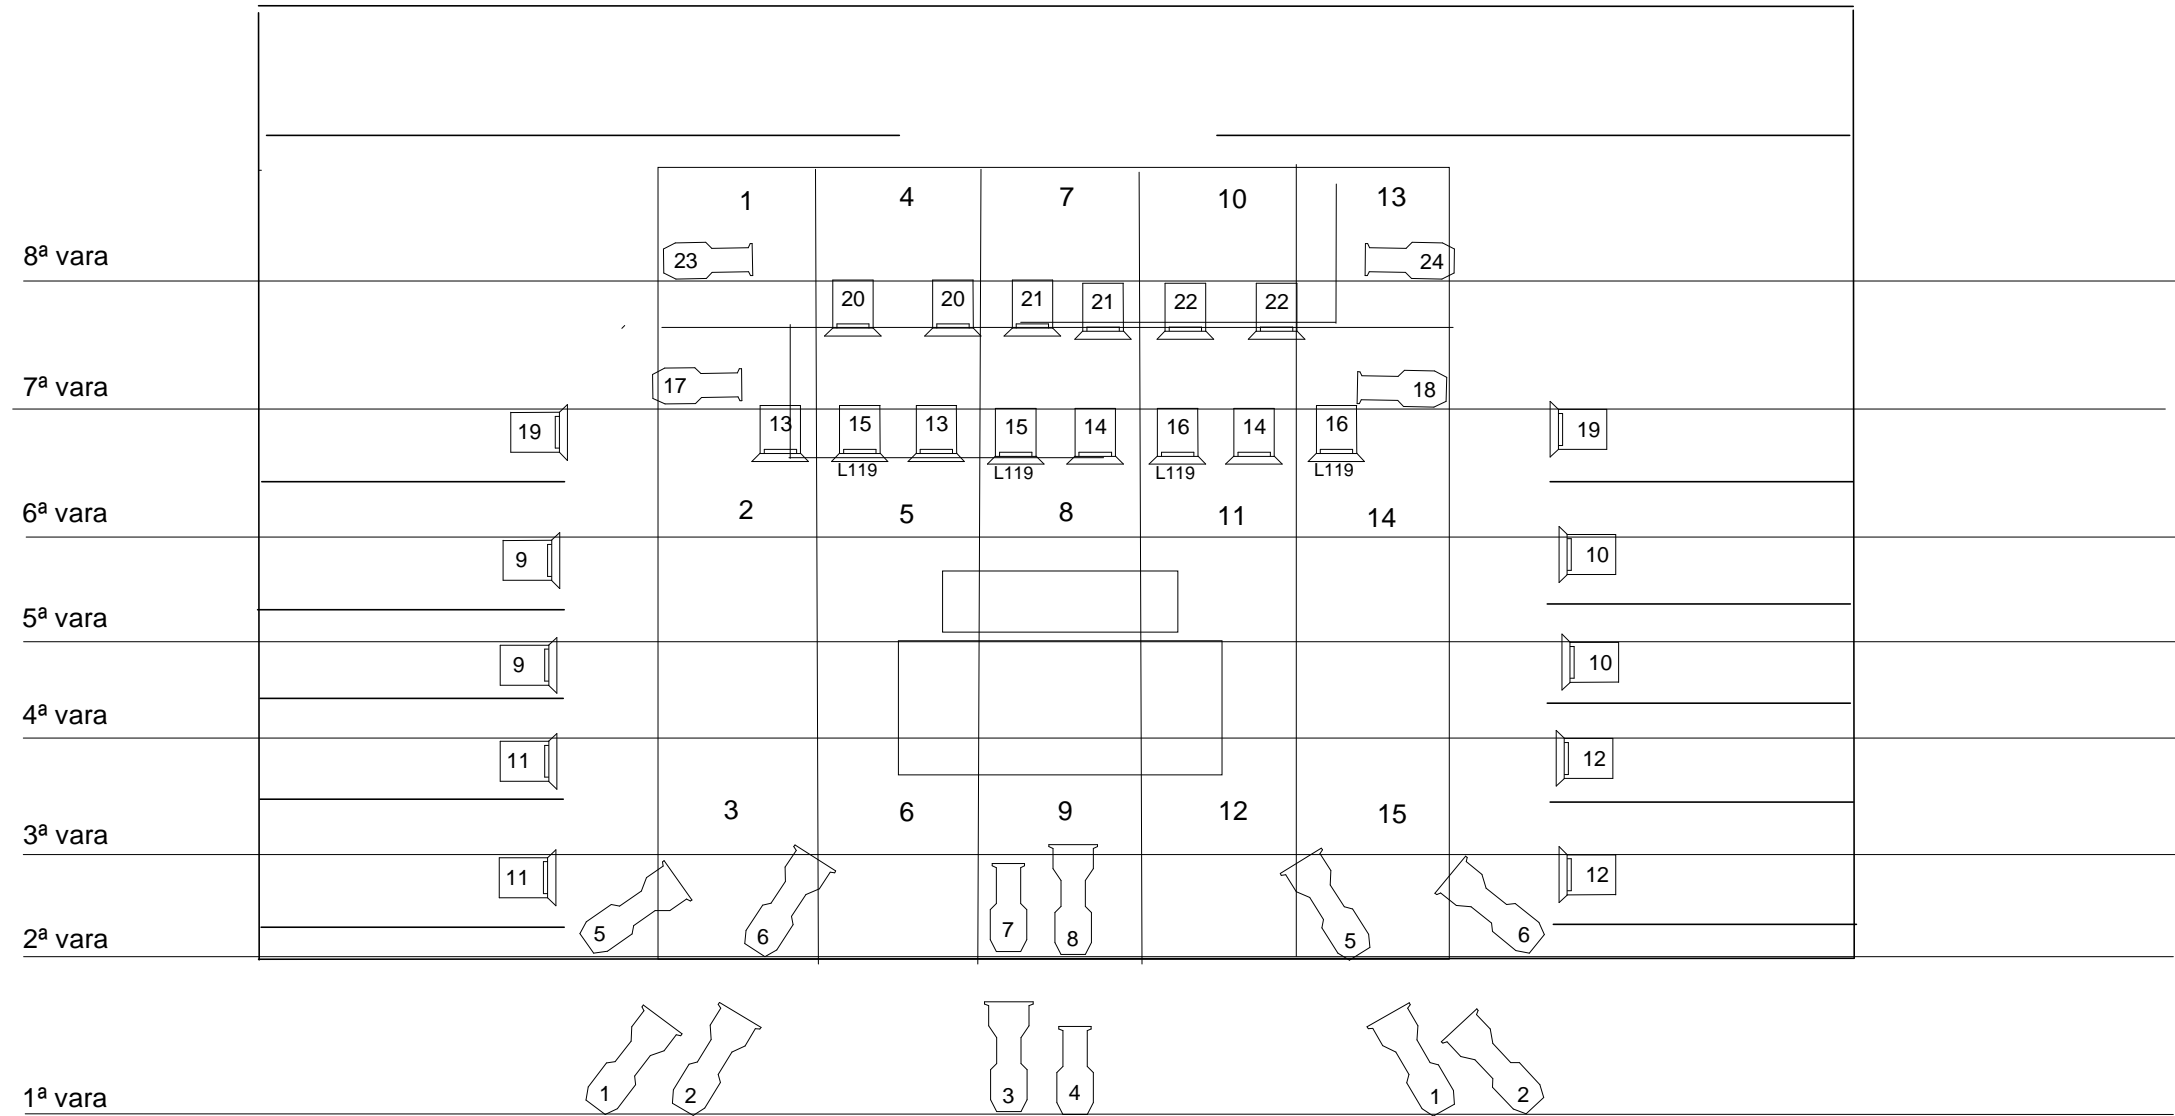 1 4 7 10 13
8ª vara
23 24
20 20 21 21 22 22
7ª vara
17 18
19 13 15 13 15 14 16 14 16 19
L119 L119 L119 L119
6ª vara
2 5 8 11 14
9 10
5ª vara
9 10
4ª vara
11 12
3 6 9 12 15
3ª vara
11 12
2ª vara
5 6 7 8 5 6
1ª vara
1 2 3 4 1 2